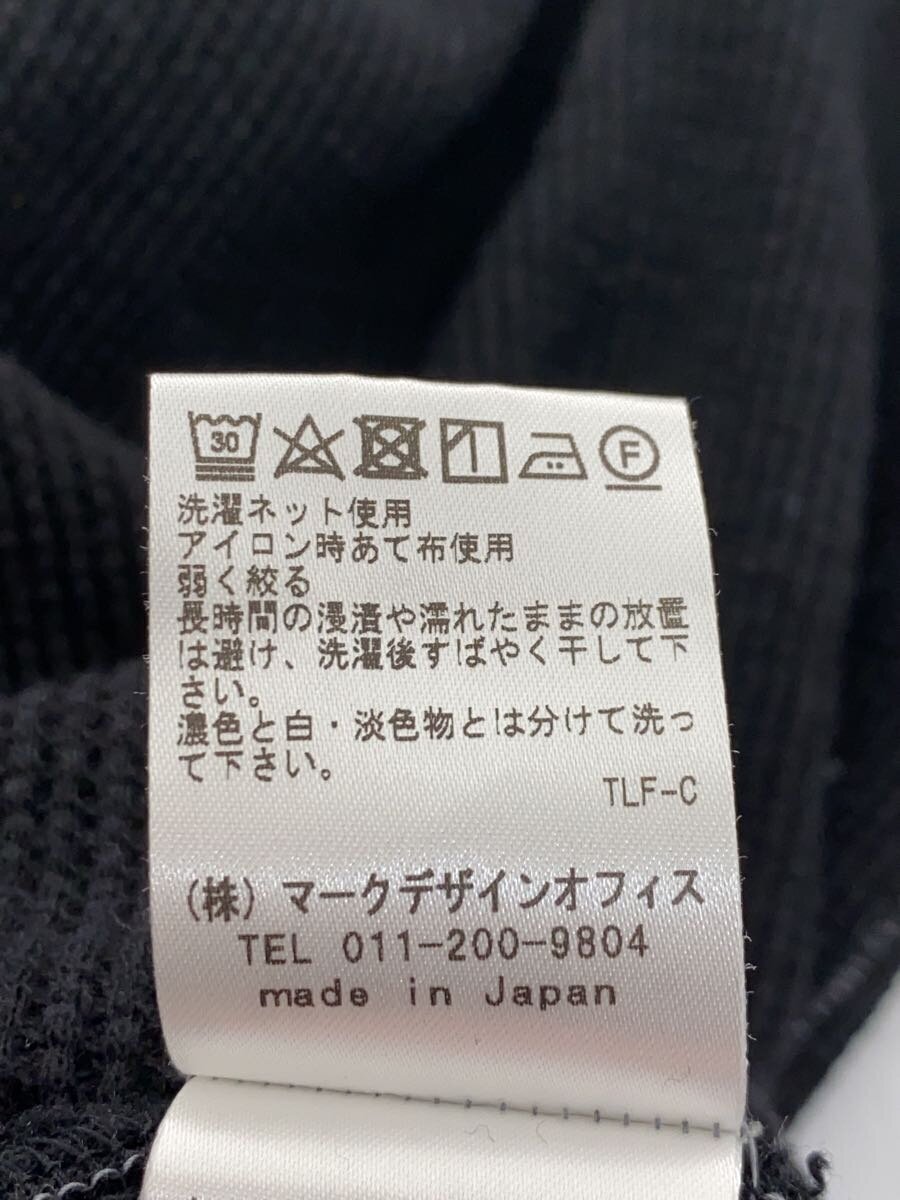 30 F
洗濯ネット使用
アイロン時あて布使用
弱く絞る
長時間の漫漬や濡れたままの放置
は避け、洗濯後すばやく干して下
さい。
濃色と白・淡色物とは分けて洗っ
て下さい。
TLF-C
(株) マークデザインオフィス
TEL 011-200-9804
made in Japan